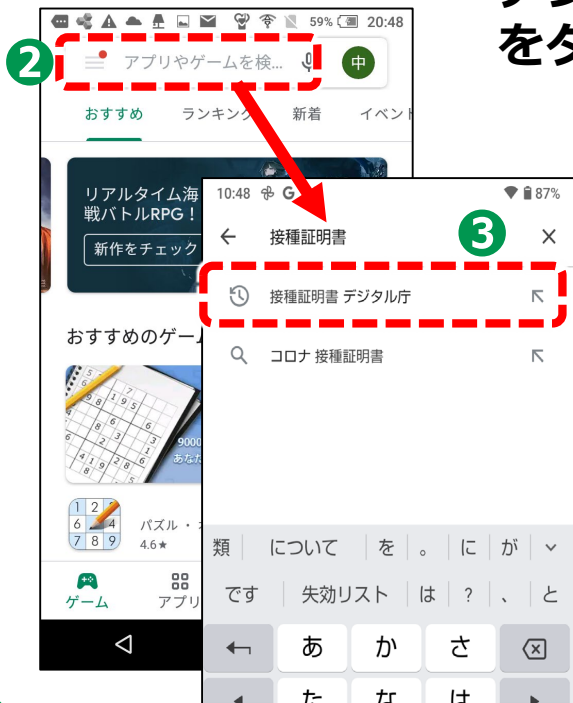 をタ
59% 20:48
2
アプリやゲームを検...
中
おすすめ
ランキング
新着
イベント
リアルタイム海
戦バトルRPG！
新作をチェック
おすすめのゲー
9000
あなた
パズル・
4.6★
ゲーム
アプリ
10:48
G
87%
接種証明書
3
接種証明書 デジタル庁
コロナ 接種証明書
類
について
を
。
に
が
です
失効リスト
は
?
、
と
あ
か
さ
た
な
は